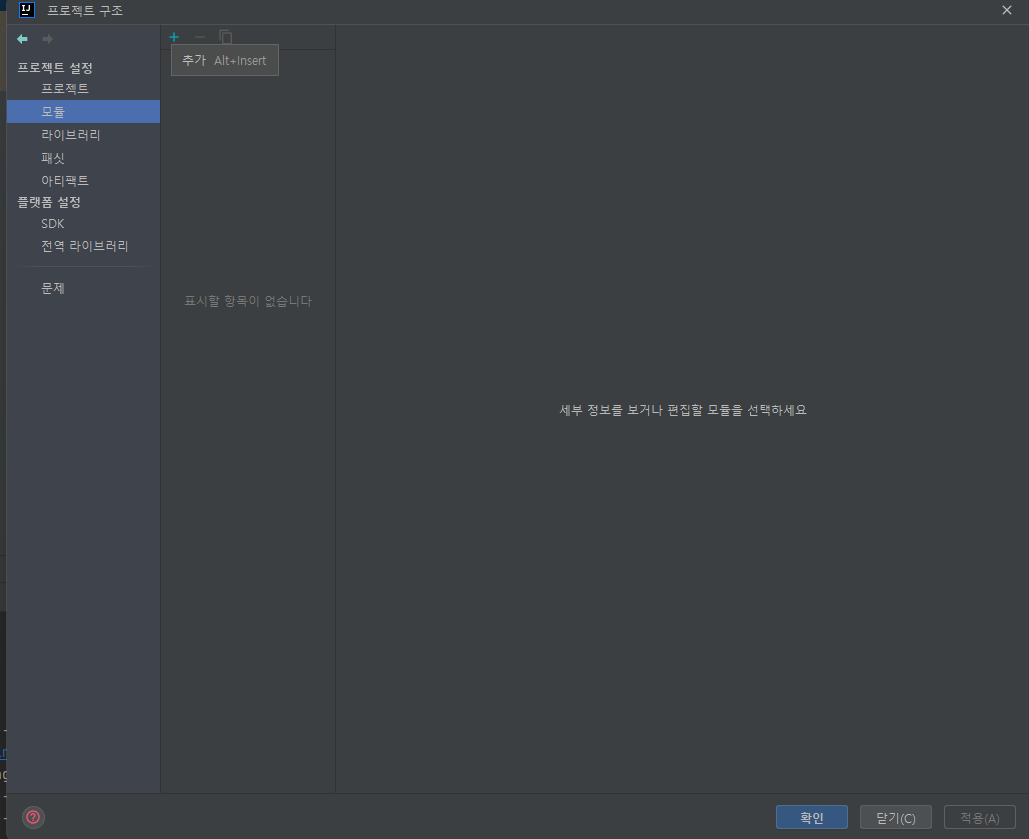 IJ 프로젝트 구조
추가 Alt+Insert
프로젝트 설정
프로젝트
모듈
라이브러리
패싯
아티팩트
플랫폼 설정
SDK
전역 라이브러리
문제
표시할 항목이 없습니다
세부 정보를 보거나 편집할 모듈을 선택하세요
?
확인 닫기(C) 적용(A)